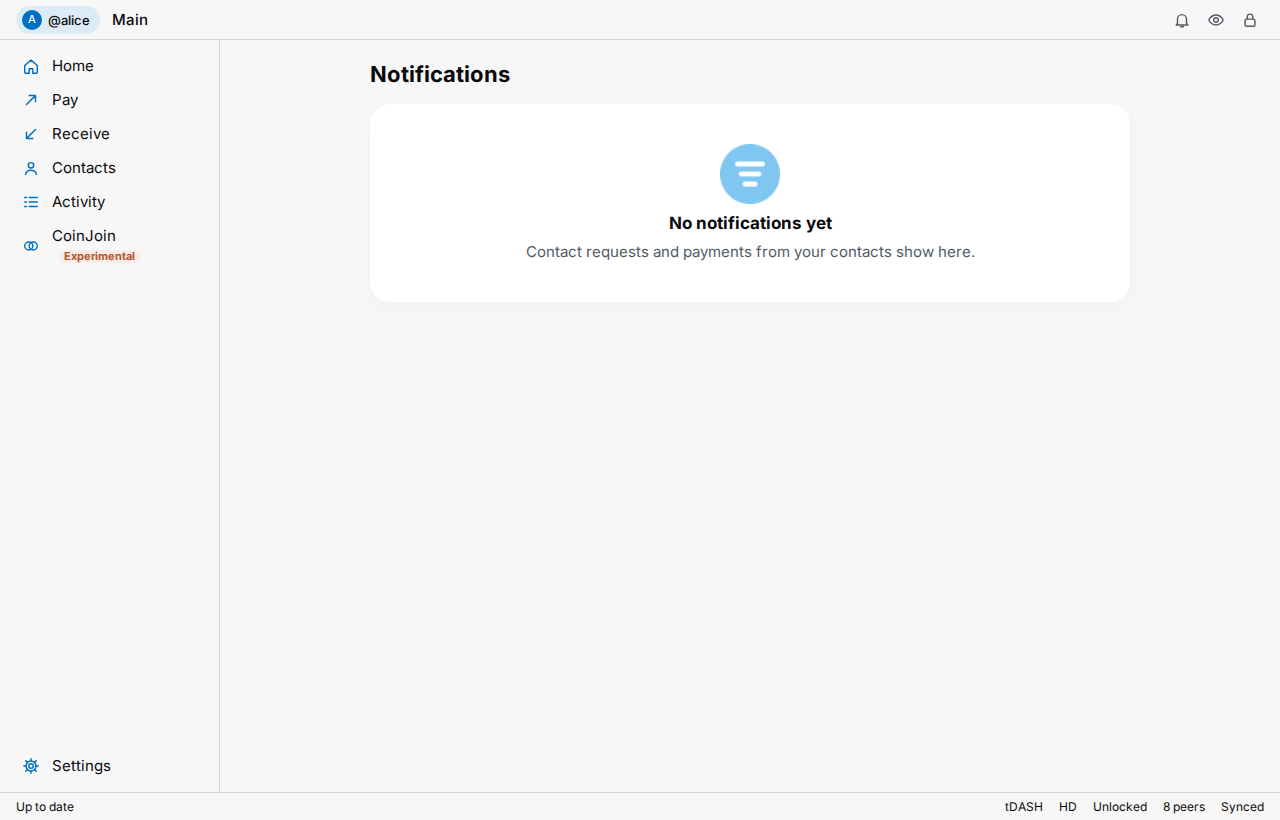 A @alice Main
Home
Pay
Receive
Contacts
Activity
CoinJoin
Experimental
Settings
Notifications
No notifications yet
Contact requests and payments from your contacts show here.
Up to date tDASH HD Unlocked 8 peers Synced